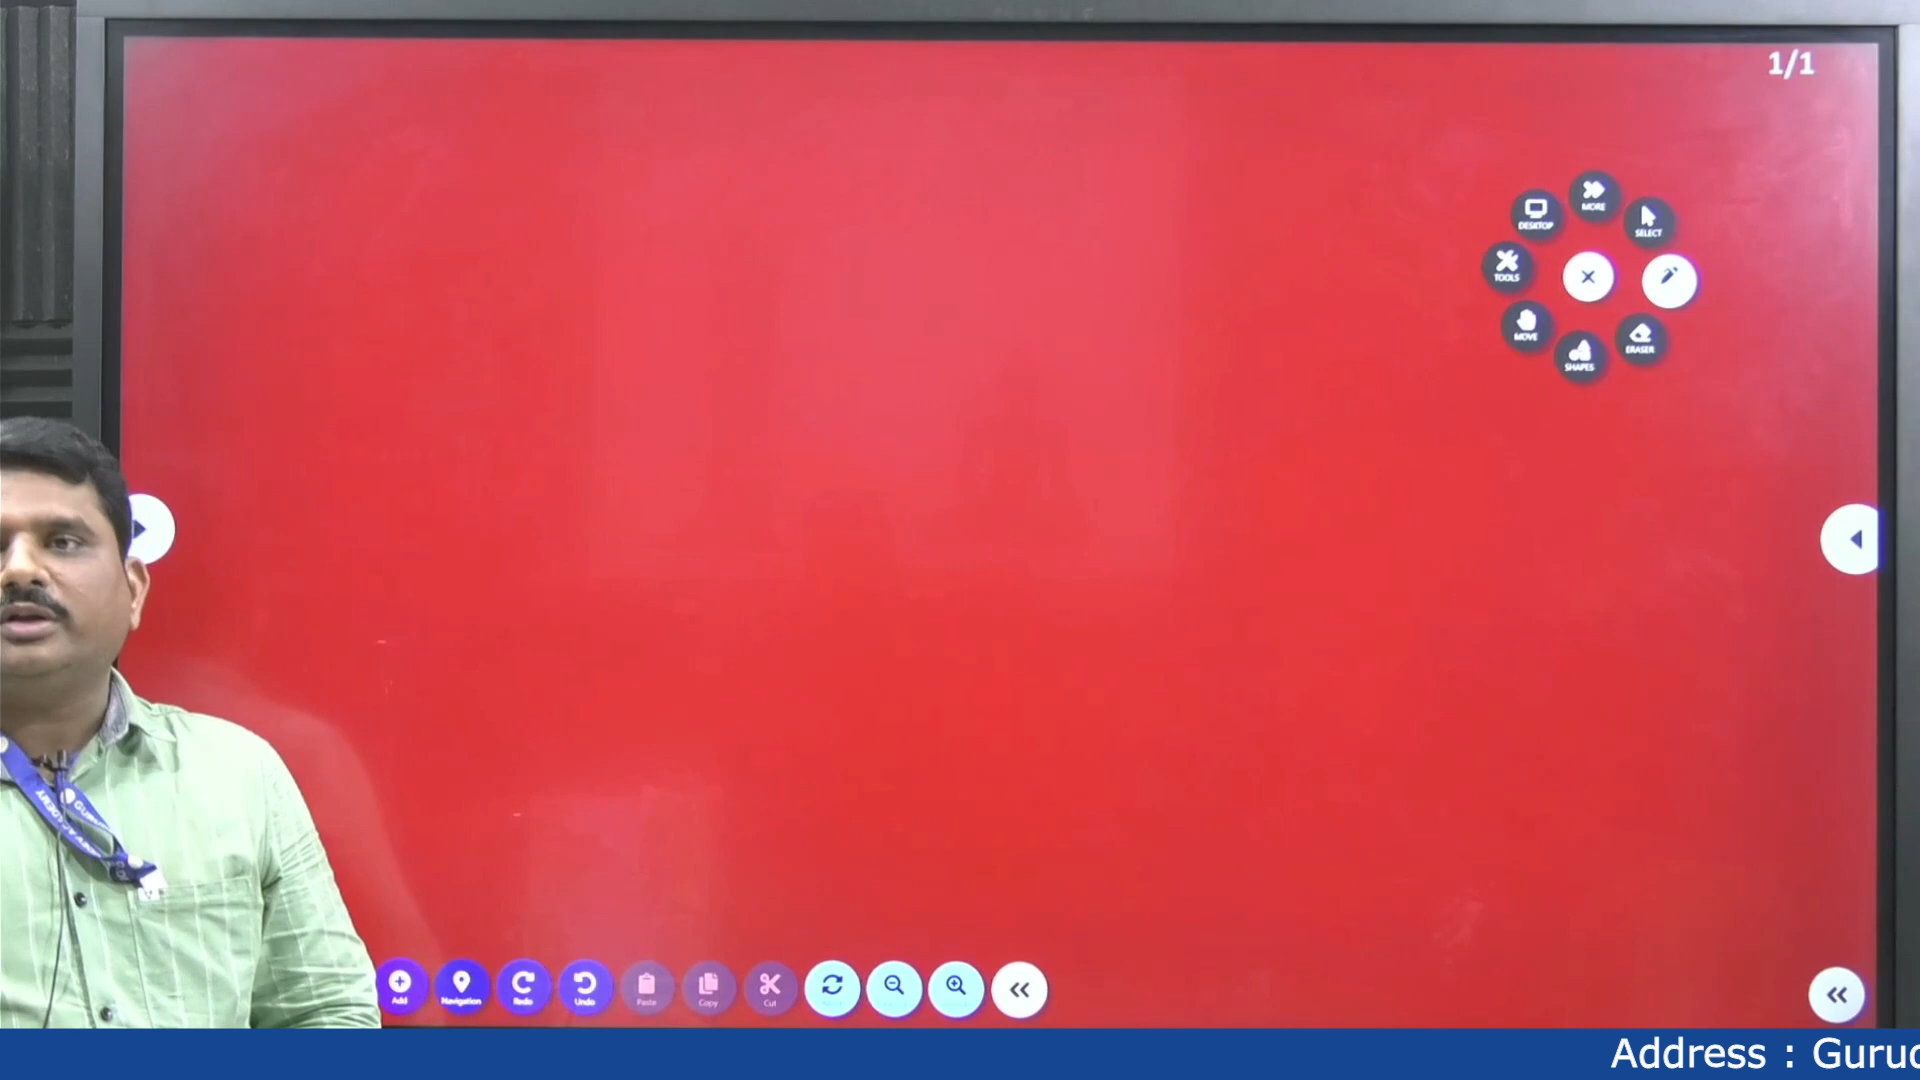 1/1
MORE
DESKTOP
SELECT
TOOLS
MOVE
ERASER
SHAPES
Add
Navigation
Redo
Undo
Paste
Copy
Cut
Address : Guruc